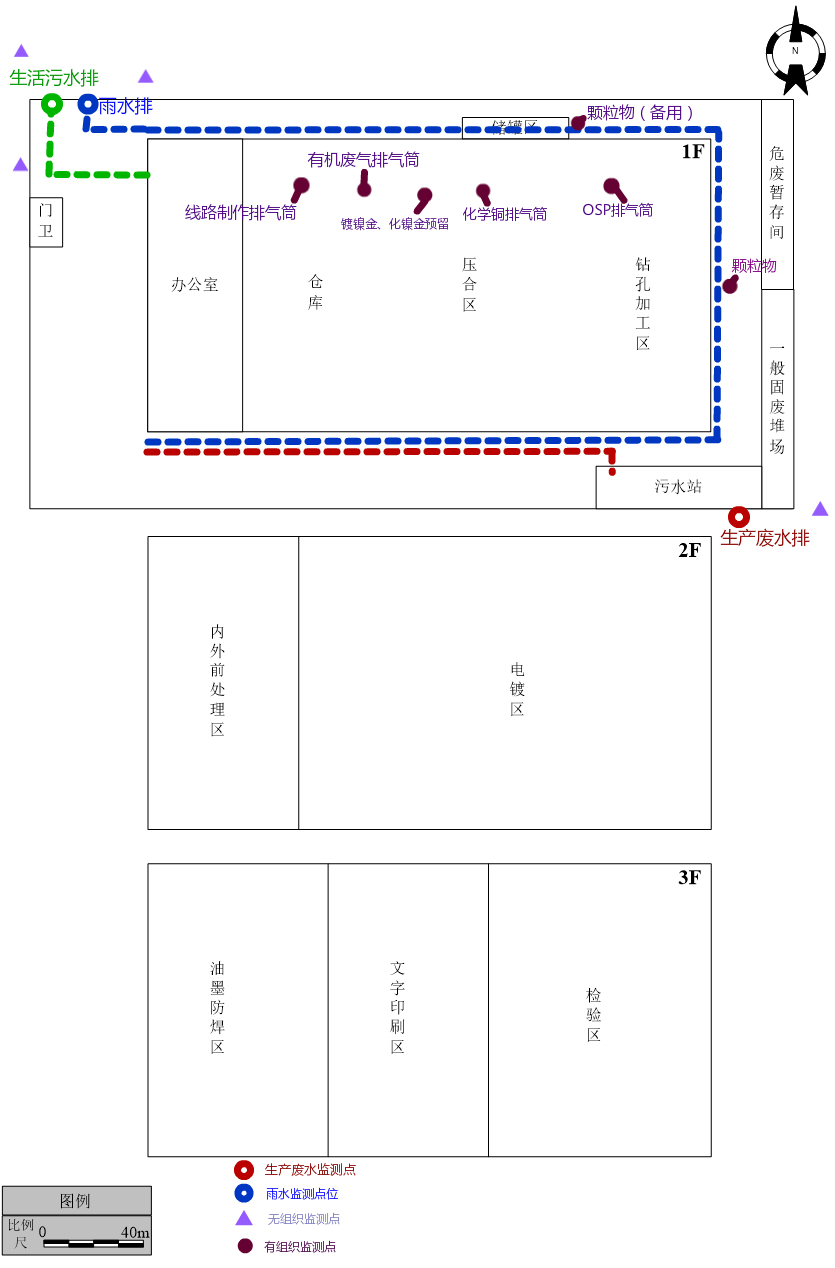 N
生活污水排
雨水排
颗粒物（备用）
储罐区
1F
有机废气排气筒
线路制作排气筒
镀镍金、化镍金预留
化学铜排气筒
OSP排气筒
危废暂存间
门卫
办公室
仓库
压合区
钻孔加工区
颗粒物
一般固废堆场
污水站
生产废水排
2F
内外前处理区
电镀区
3F
油墨防焊区
文字印刷区
检验区
生产废水监测点
雨水监测点位
无组织监测点
有组织监测点
图例
比例尺
0 40m